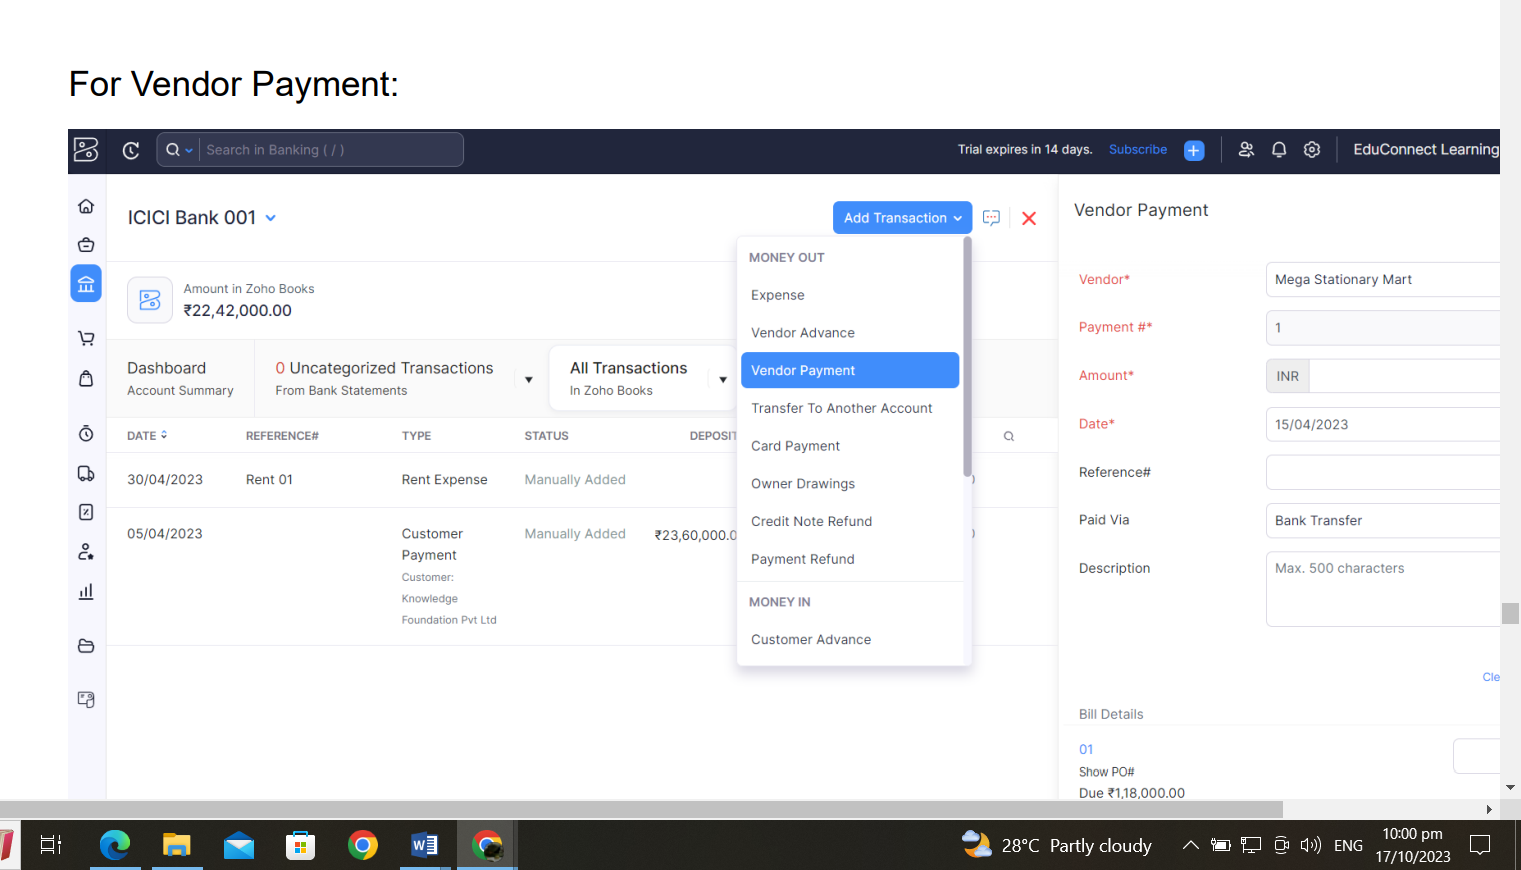 For Vendor Payment:
Search in Banking ( / )
Trial expires in 14 days. Subscribe
EduConnect Learning
ICICI Bank 001
Add Transaction
Amount in Zoho Books
₹22,42,000.00
Dashboard
Account Summary
0 Uncategorized Transactions
From Bank Statements
All Transactions
In Zoho Books
DATE REFERENCE# TYPE STATUS DEPOSIT
30/04/2023 Rent 01 Rent Expense Manually Added
05/04/2023 Customer Manually Added ₹23,60,000.0
Payment
Customer:
Knowledge
Foundation Pvt Ltd
MONEY OUT
Expense
Vendor Advance
Vendor Payment
Transfer To Another Account
Card Payment
Owner Drawings
Credit Note Refund
Payment Refund
MONEY IN
Customer Advance
Vendor Payment
Vendor* Mega Stationary Mart
Payment #* 1
Amount* INR
Date* 15/04/2023
Reference#
Paid Via Bank Transfer
Description Max. 500 characters
Cle
Bill Details
01
Show PO#
Due ₹1,18,000.00
28°C Partly cloudy
ENG
10:00 pm
17/10/2023